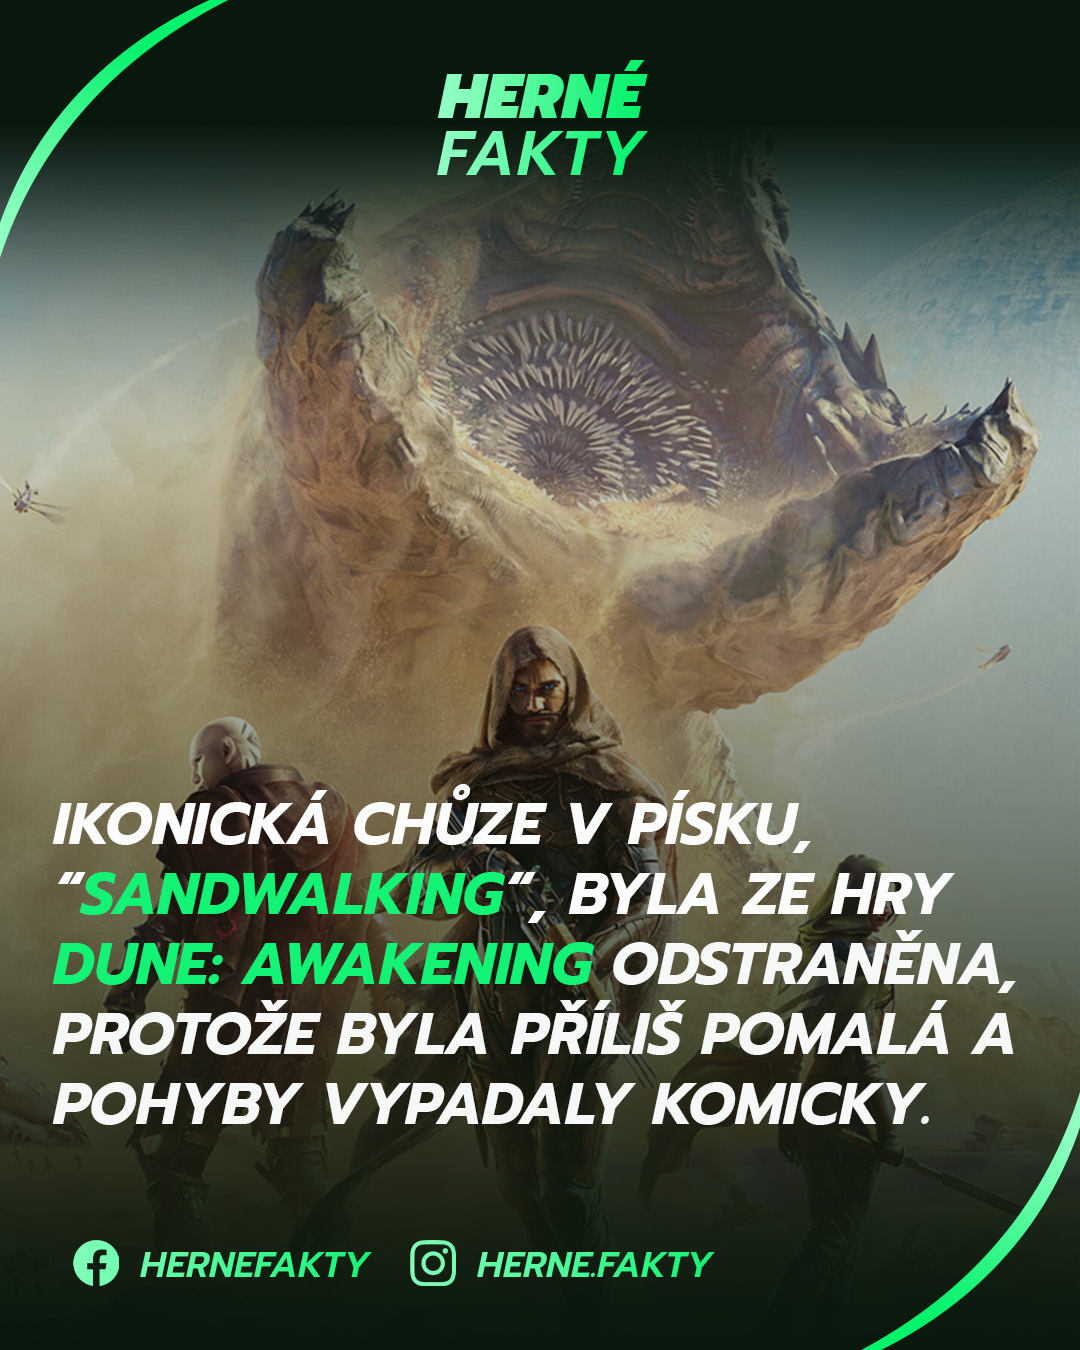 HERNÉ
FAKTY
IKONICKÁ CHŮZE V PÍSKU,
“SANDWALKING“, BYLA ZE HRY
DUNE: AWAKENING ODSTRANĚNA,
PROTOŽE BYLA PŘÍLIŠ POMALÁ A
POHYBY VYPADALY KOMICKY.
HERNEFAKTY HERNE.FAKTY